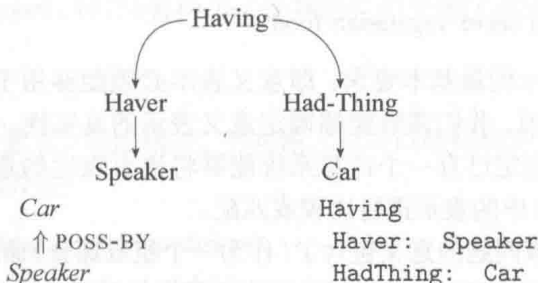 Having
Haver Had-Thing
Speaker Car
Car Having
⇑ POSS-BY Haver: Speaker
Speaker HadThing: Car